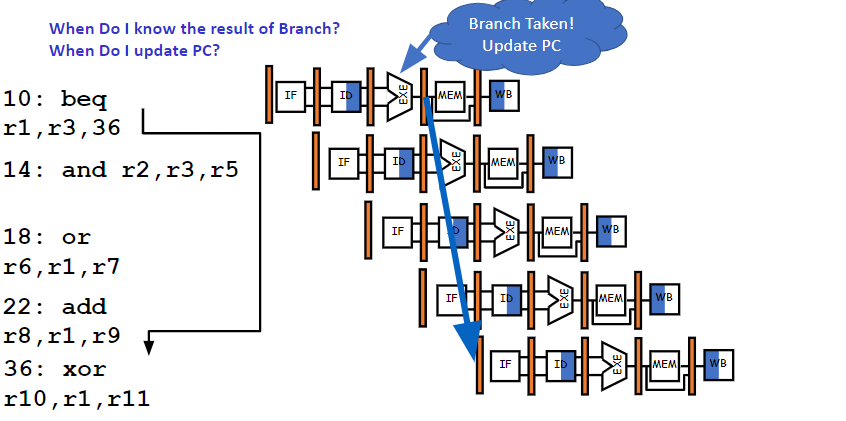 When Do I know the result of Branch?
When Do I update PC?
Branch Taken!
Update PC
10: beq
r1,r3,36
14: and r2,r3,r5
18: or
r6,r1,r7
22: add
r8,r1,r9
36: xor
r10,r1,r11
IF ID EXE MEM WB
IF ID EXE MEM WB
IF ID EXE MEM WB
IF ID EXE MEM WB
IF ID EXE MEM WB